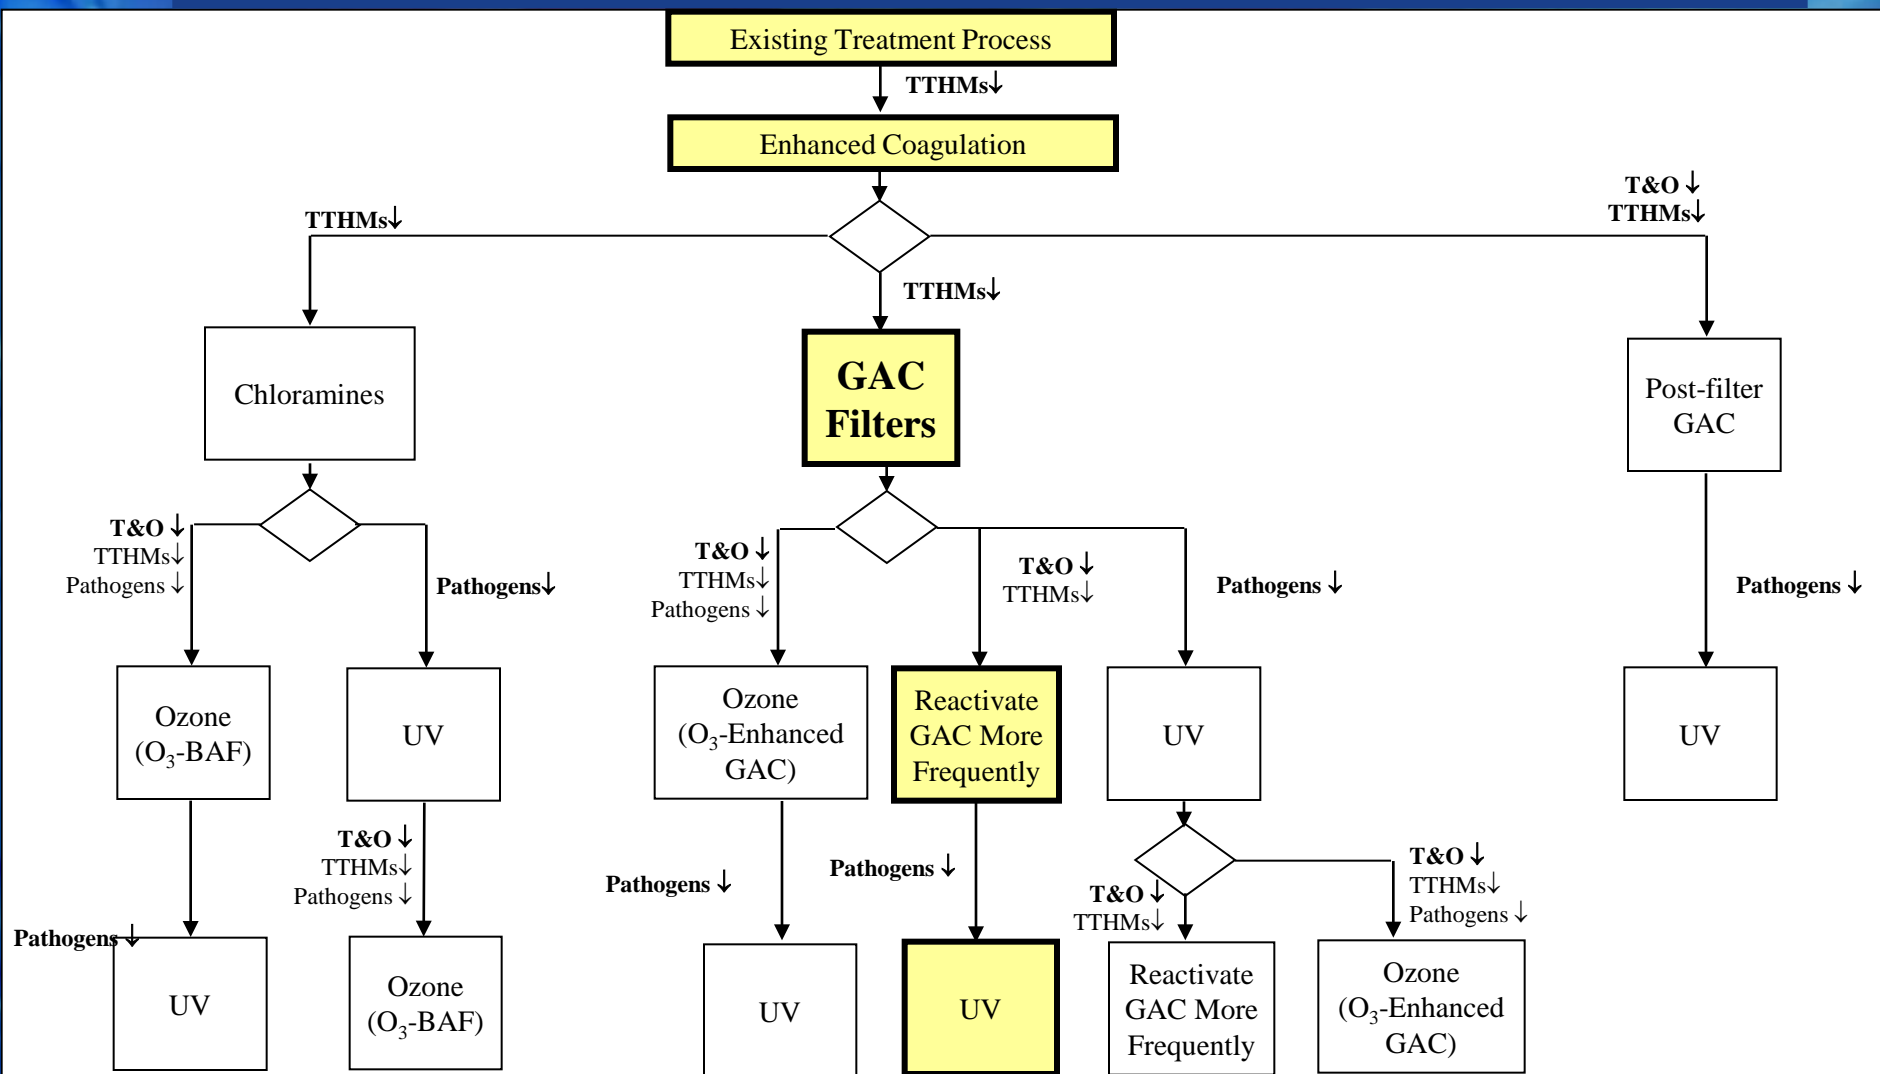 Existing Treatment Process
TTHMs↓
Enhanced Coagulation
TTHMs↓
TTHMs↓
T&O ↓
TTHMs↓
Chloramines
GAC
Filters
Post-filter
GAC
T&O ↓
TTHMs↓
Pathogens ↓
Pathogens↓
T&O ↓
TTHMs↓
Pathogens ↓
T&O ↓
TTHMs↓
Pathogens ↓
Pathogens ↓
Ozone
(O₃-BAF)
UV
Ozone
(O₃-Enhanced
GAC)
Reactivate
GAC More
Frequently
UV
UV
Pathogens ↓
T&O ↓
TTHMs↓
Pathogens ↓
Pathogens ↓
Pathogens ↓
T&O ↓
TTHMs↓
T&O ↓
TTHMs↓
Pathogens ↓
UV
Ozone
(O₃-BAF)
UV
UV
Reactivate
GAC More
Frequently
Ozone
(O₃-Enhanced
GAC)